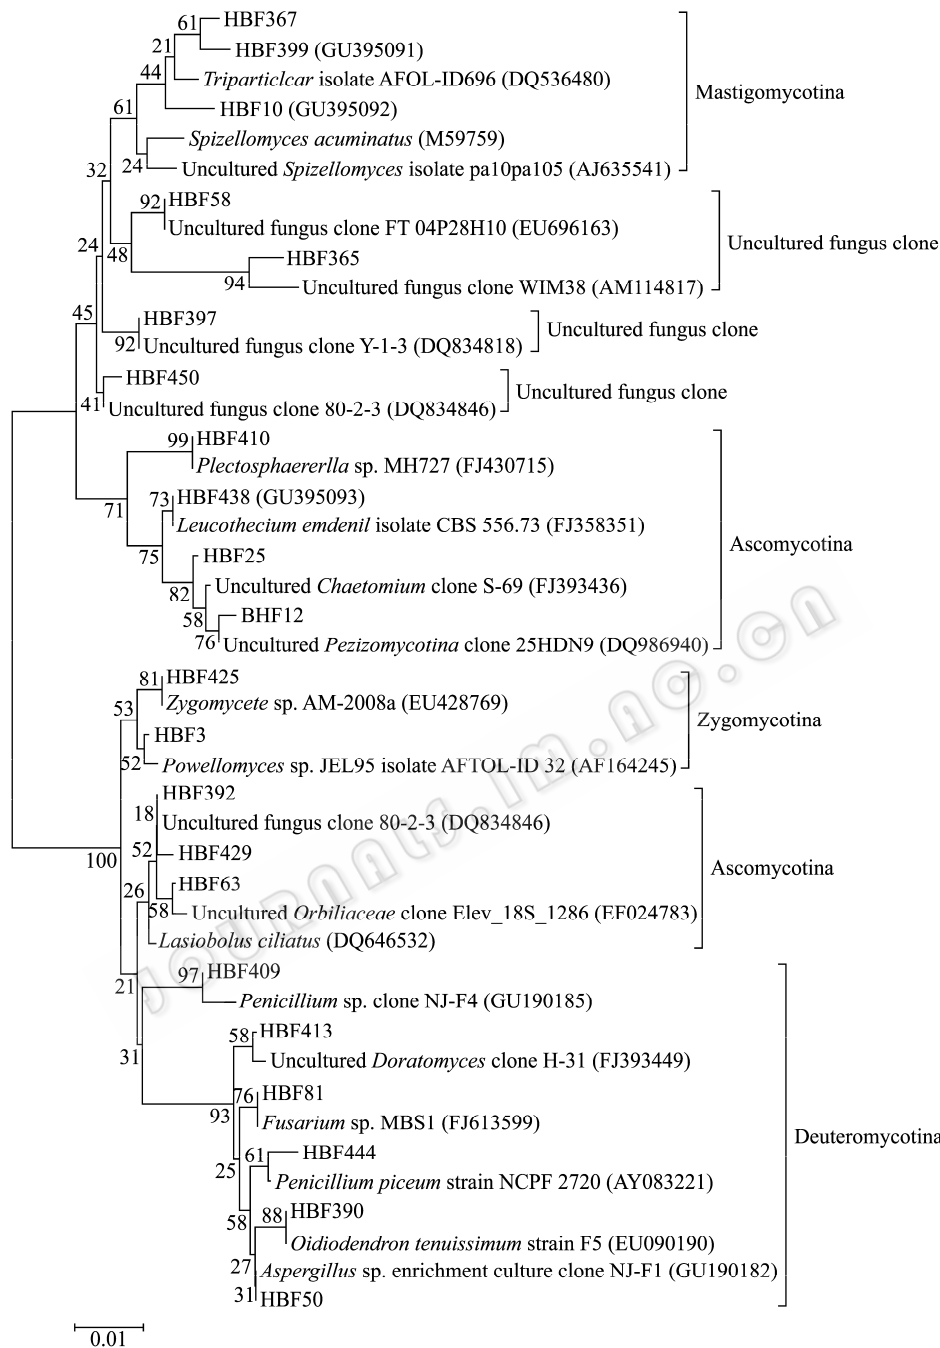 61 HBF367
21 HBF399 (GU395091)
Triparticlcar isolate AFOL-ID696 (DQ536480)
44
Mastigomycotina
61 HBF10 (GU395092)
Spizellomyces acuminatus (M59759)
24 Uncultured Spizellomyces isolate pa10pa105 (AJ635541)
32
92 HBF58
Uncultured fungus clone FT 04P28H10 (EU696163)
24 48
Uncultured fungus clone
HBF365
94 Uncultured fungus clone WIM38 (AM114817)
45
HBF397
Uncultured fungus clone
92 Uncultured fungus clone Y-1-3 (DQ834818)
HBF450
Uncultured fungus clone
41 Uncultured fungus clone 80-2-3 (DQ834846)
99 HBF410
Plectosphaererlla sp. MH727 (FJ430715)
71
73 HBF438 (GU395093)
Leucothecium emdenil isolate CBS 556.73 (FJ358351)
Ascomycotina
75 HBF25
82 Uncultured Chaetomium clone S-69 (FJ393436)
58 BHF12
76 Uncultured Pezizomycotina clone 25HDN9 (DQ986940)
81 HBF425
Zygomycete sp. AM-2008a (EU428769)
53
Zygomycotina
HBF3
52 Powellomyces sp. JEL95 isolate AFTOL-ID 32 (AF164245)
HBF392
18 Uncultured fungus clone 80-2-3 (DQ834846)
52 HBF429
100
Ascomycotina
26 HBF63
58 Uncultured Orbiliaceae clone Elev_18S_1286 (EF024783)
Lasiobolus ciliatus (DQ646532)
21
97 HBF409
Penicillium sp. clone NJ-F4 (GU190185)
58 HBF413
31 Uncultured Doratomyces clone H-31 (FJ393449)
76 HBF81
93 Fusarium sp. MBS1 (FJ613599)
Deuteromycotina
61 HBF444
25 Penicillium piceum strain NCPF 2720 (AY083221)
58 88 HBF390
Oidiodendron tenuissimum strain F5 (EU090190)
27 Aspergillus sp. enrichment culture clone NJ-F1 (GU190182)
31 HBF50
0.01
JOURNALS.IM.AC.CN